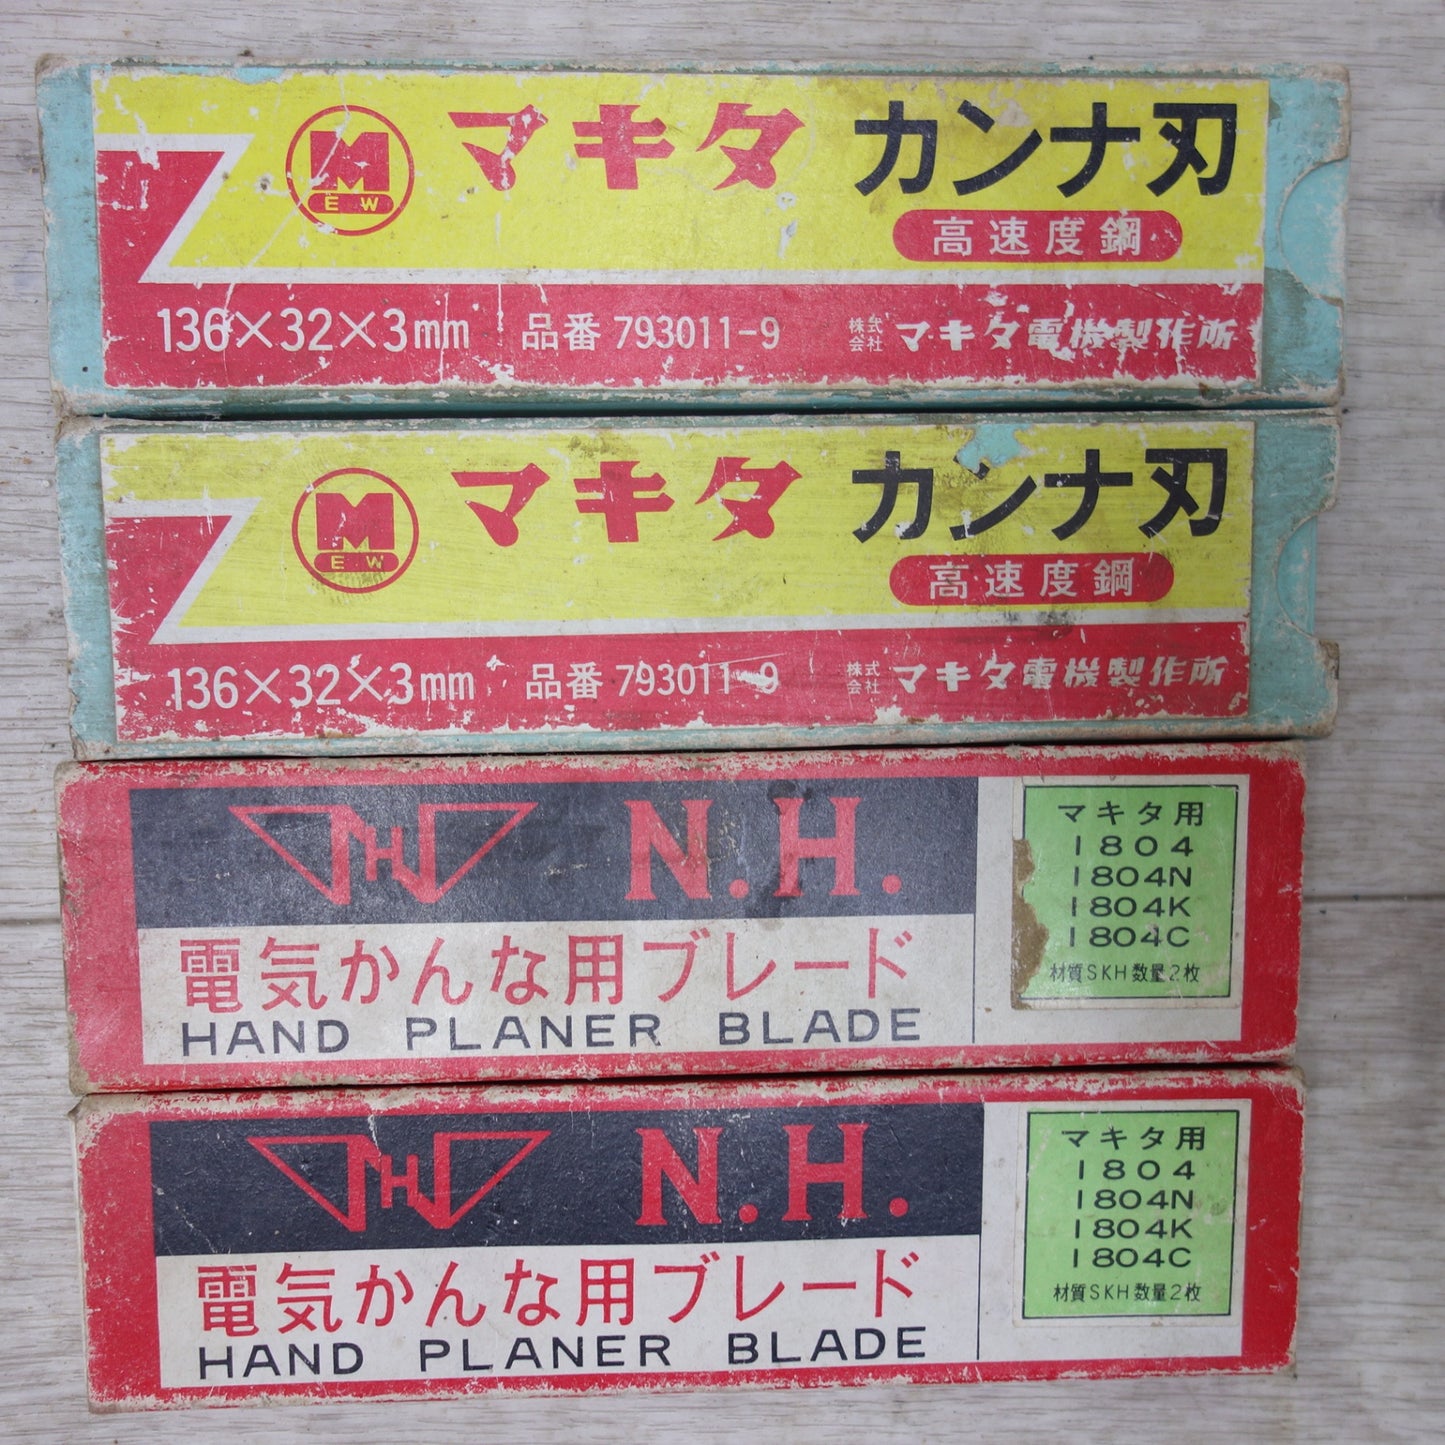 M
E W
マキタ カンナ刃
高速度鋼
136×32×3mm 品番 793011-9 株式会社 マキタ電機製作所
M
E W
マキタ カンナ刃
高速度鋼
136×32×3mm 品番 793011-9 株式会社 マキタ電機製作所
NH N.H.
電気かんな用ブレード
HAND PLANER BLADE
マキタ用
1804
1804N
1804K
1804C
材質SKH数量2枚
NH N.H.
電気かんな用ブレード
HAND PLANER BLADE
マキタ用
1804
1804N
1804K
1804C
材質SKH数量2枚